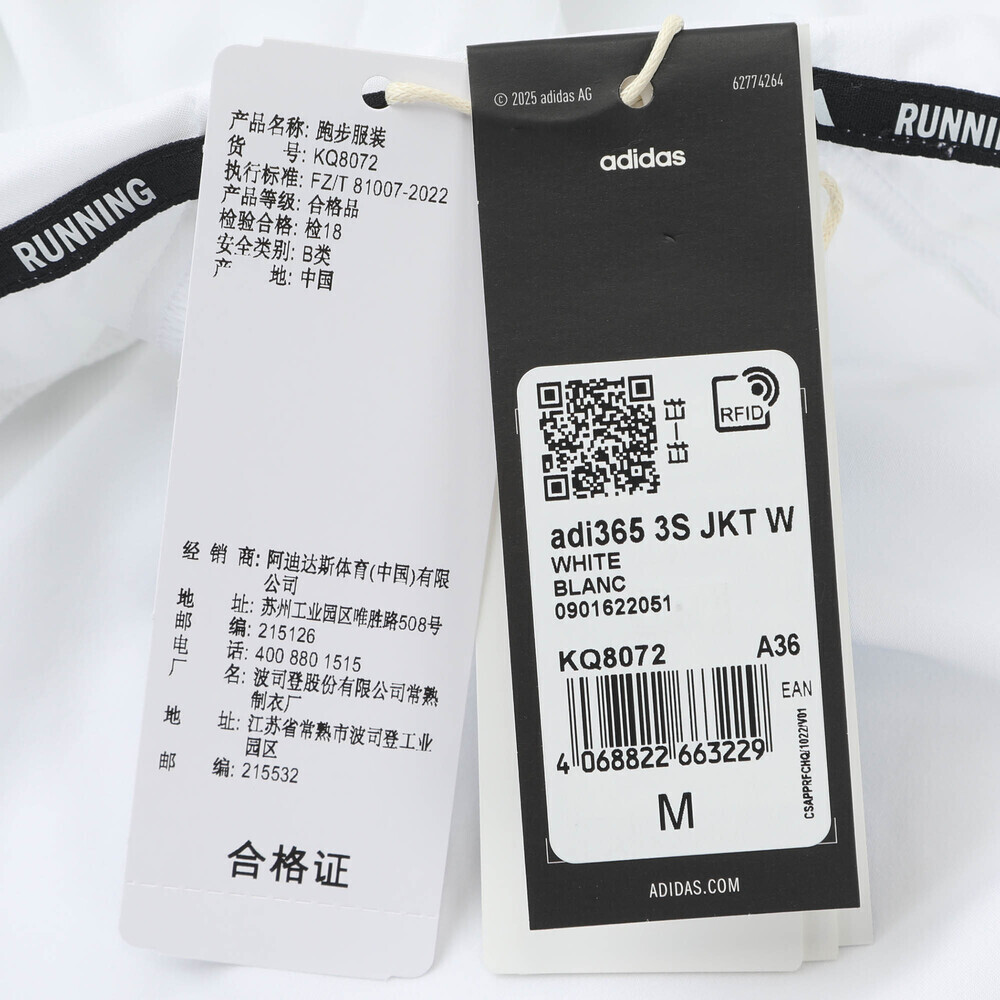 RUNNING
产品名称: 跑步服装
货 号: KQ8072
执行标准: FZ/T 81007-2022
产品等级: 合格品
检验合格: 检18
安全类别: B类
产 地: 中国
经 销 商: 阿迪达斯体育(中国)有限
公司
地 址: 苏州工业园区唯胜路508号
邮 编: 215126
电 话: 400 880 1515
厂 名: 波司登股份有限公司常熟
制衣厂
地 址: 江苏省常熟市波司登工业
园区
邮 编: 215532
合格证
© 2025 adidas AG
62774264
adidas
扫一扫
RFID
adi365 3S JKT W
WHITE
BLANC
0901622051
KQ8072 A36
EAN
4 068822 663229
CSAPPRFCHQ/1022/V01
M
ADIDAS.COM
RUNNI